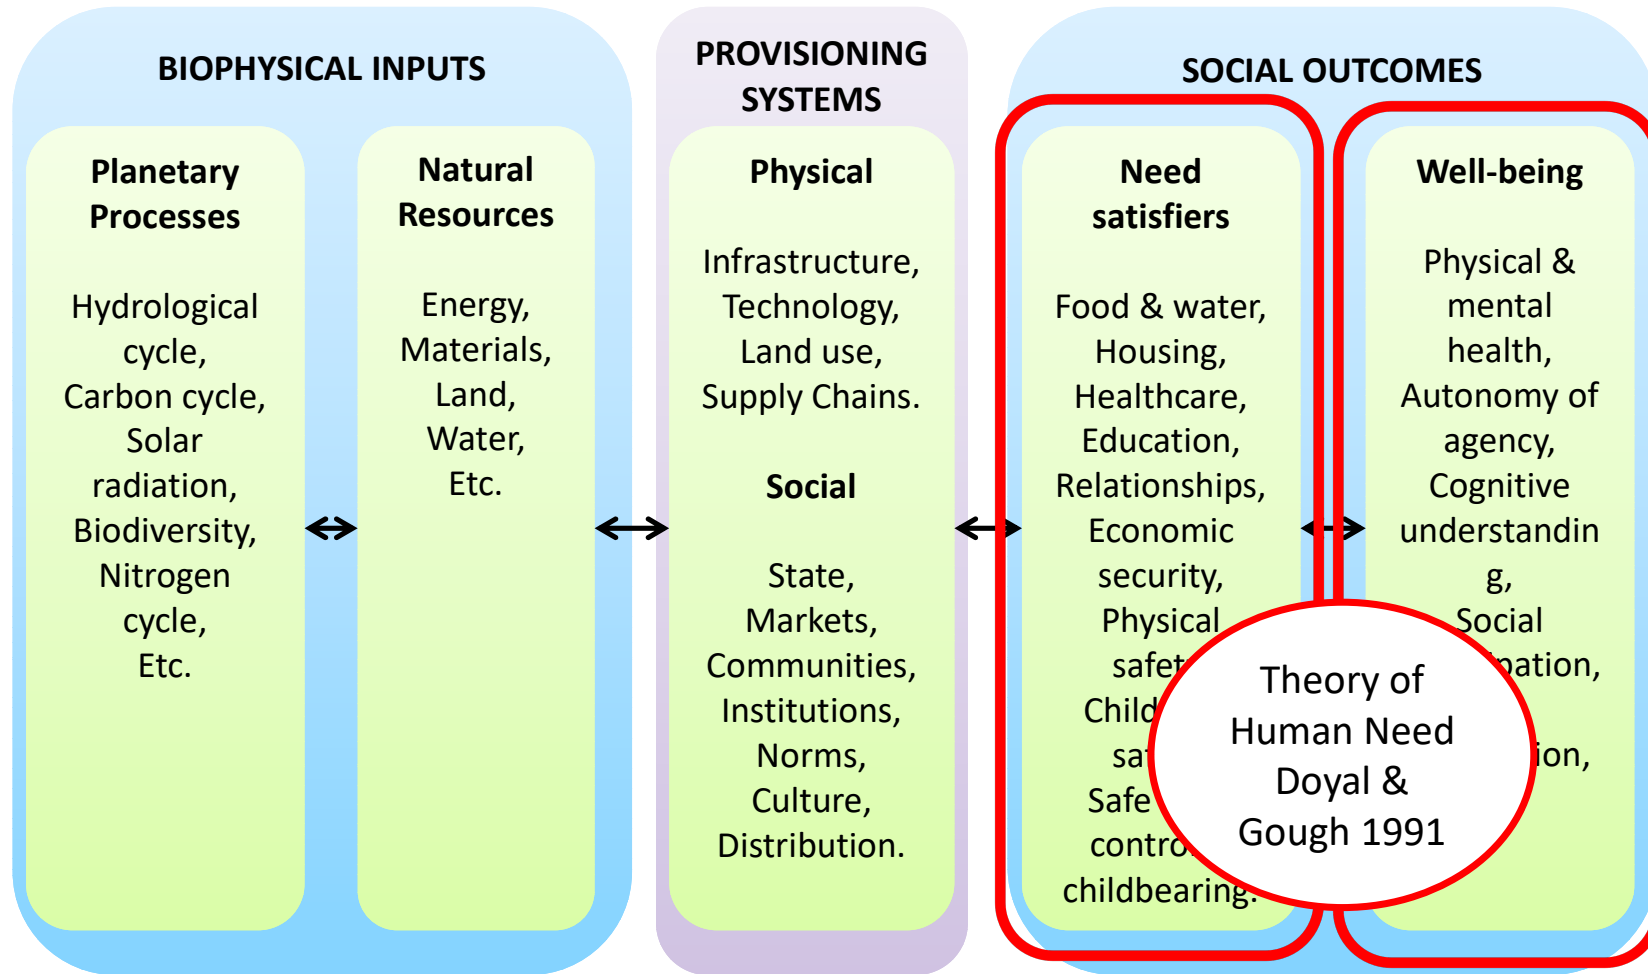 BIOPHYSICAL INPUTS
Planetary
Processes
Hydrological
cycle,
Carbon cycle,
Solar
radiation,
Biodiversity,
Nitrogen
cycle,
Etc.
Natural
Resources
Energy,
Materials,
Land,
Water,
Etc.
PROVISIONING
SYSTEMS
Physical
Infrastructure,
Technology,
Land use,
Supply Chains.
Social
State,
Markets,
Communities,
Institutions,
Norms,
Culture,
Distribution.
SOCIAL OUTCOMES
Need
satisfiers
Food & water,
Housing,
Healthcare,
Education,
Relationships,
Economic
security,
Physical
Safe
childbearing.
Well-being
Physical &
mental
health,
Autonomy of
agency,
Cognitive
understandin
g,
Social
Theory of
Human Need
Doyal &
Gough 1991